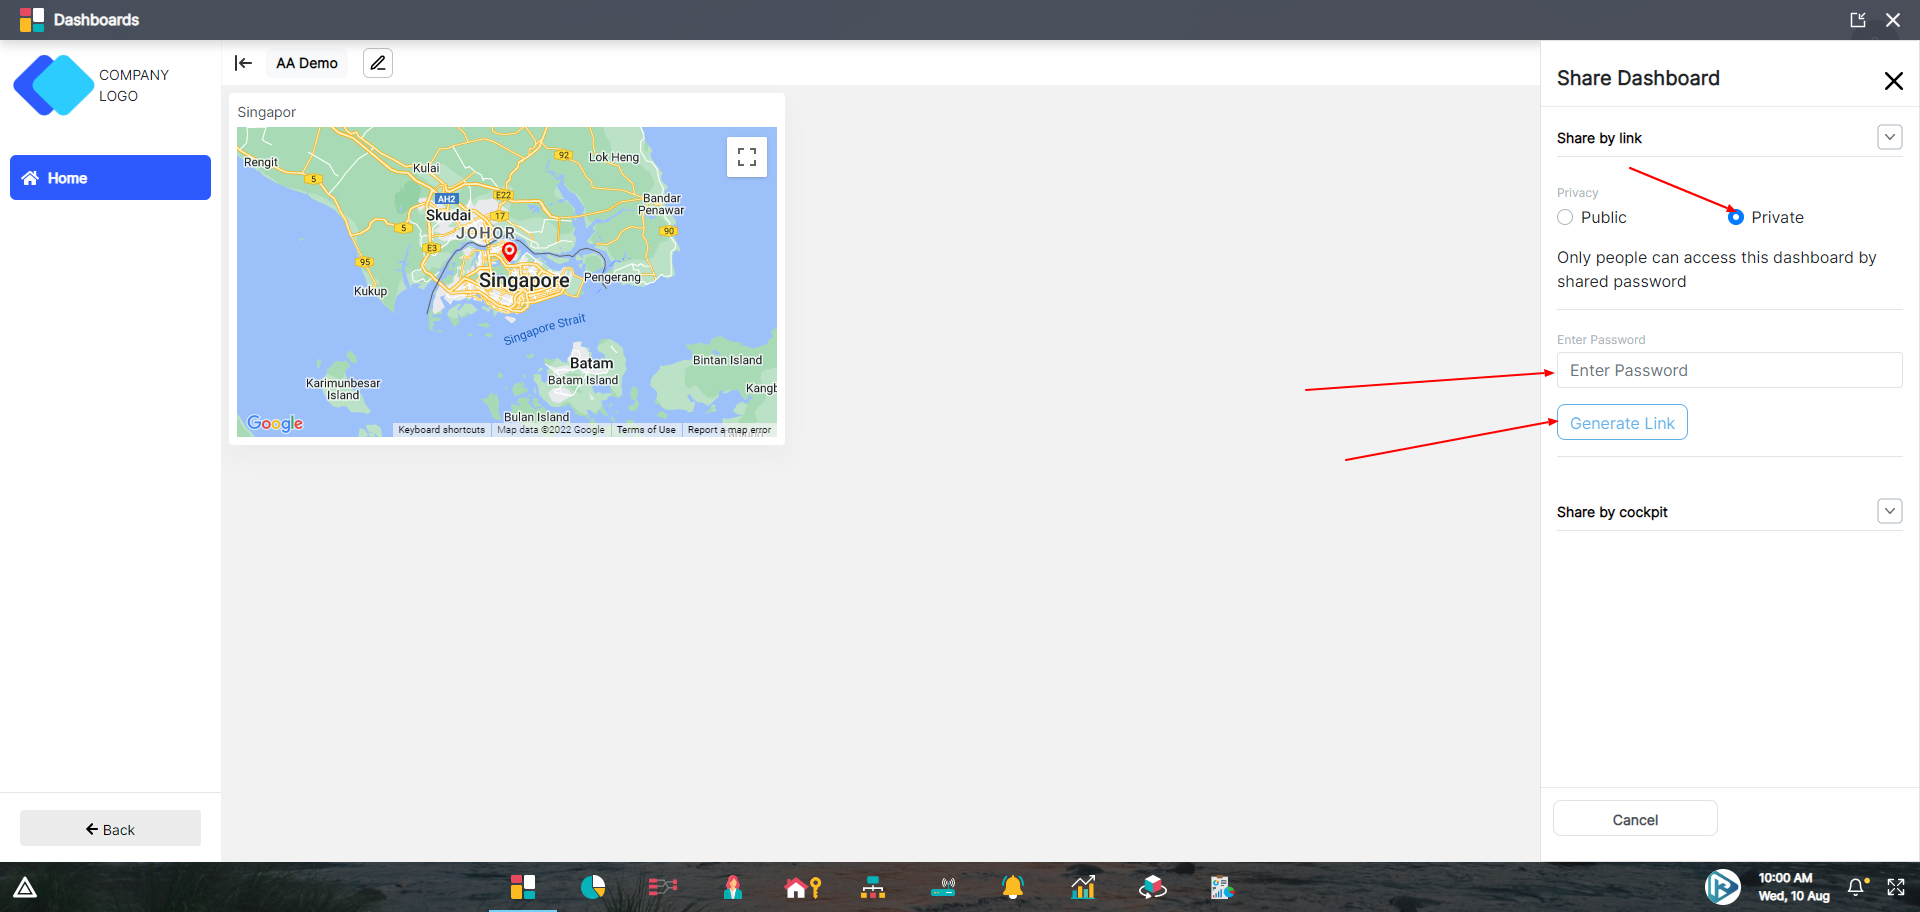 Dashboards
COMPANY
LOGO
Home
Back
AA Demo
Singapor
Rengit
Kulai
92
Lok Heng
5
AH2
E22
Bandar
Penawar
Skudai
17
5
JOHOR
90
E3
95
Singapore
Pengerang
Kukup
Singapore Strait
Batam
Bintan Island
Batam Island
Karimunbesar
Island
Kangb
Bulan Island
Google
Keyboard shortcuts
Map data ©2022 Google
Terms of Use
Report a map error
Share Dashboard
Share by link
Privacy
Public
Private
Only people can access this dashboard by
shared password
Enter Password
Enter Password
Generate Link
Share by cockpit
Cancel
10:00 AM
Wed, 10 Aug